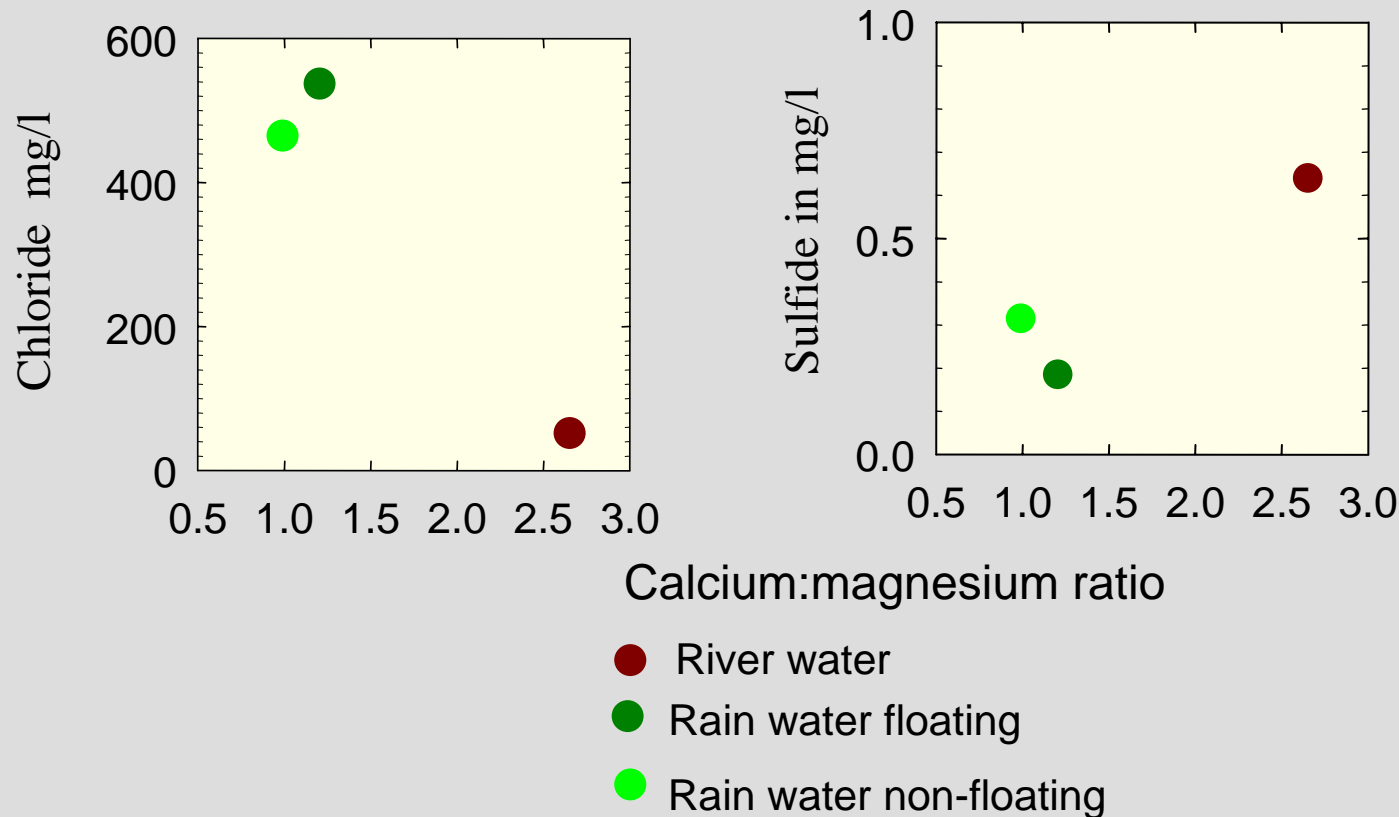 Chloride mg/l
600
400
200
0
0.5 1.0 1.5 2.0 2.5 3.0
Sulfide in mg/l
1.0
0.5
0.0
0.5 1.0 1.5 2.0 2.5 3.0
Calcium:magnesium ratio
River water
Rain water floating
Rain water non-floating